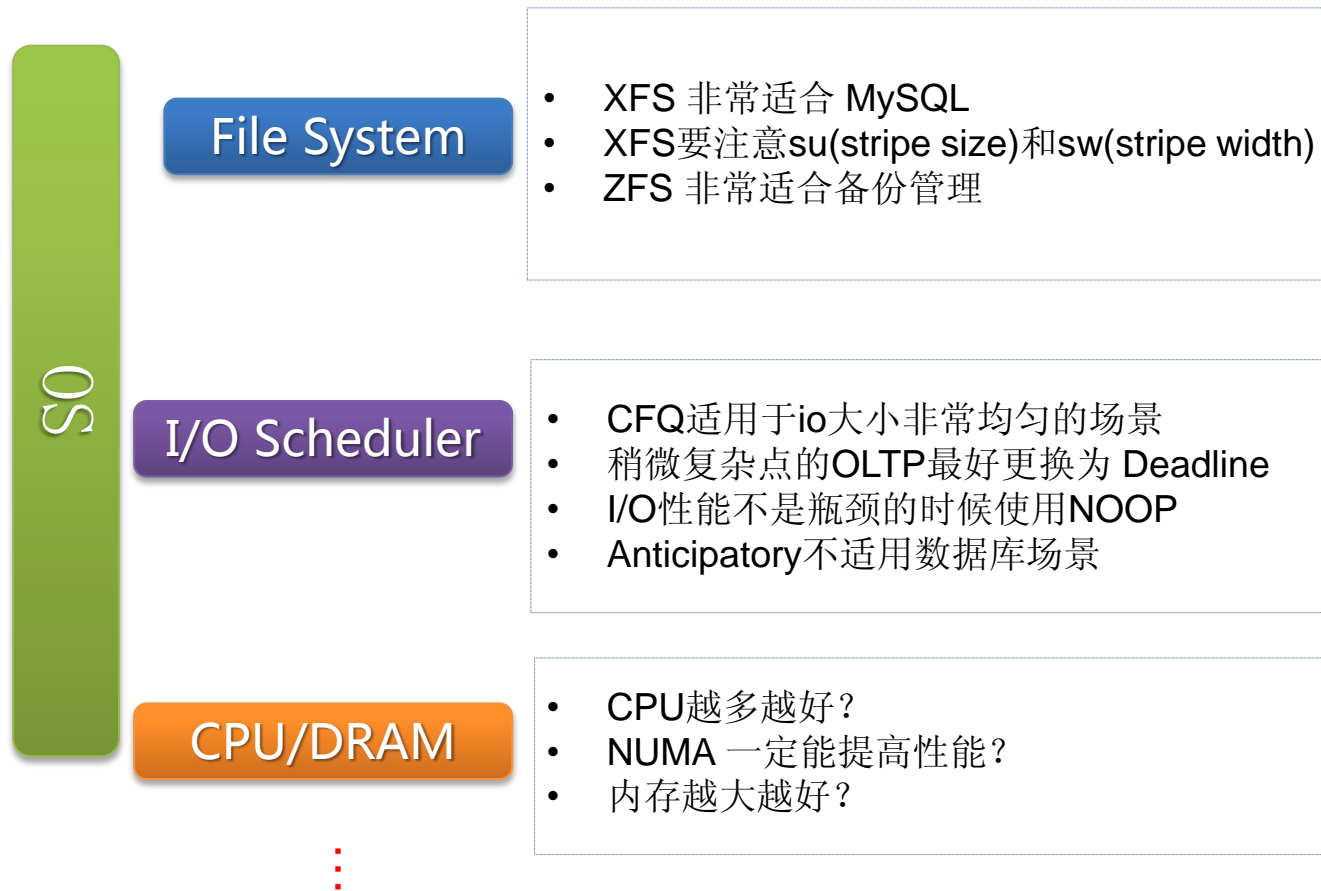 OS
File System
• XFS 非常适合 MySQL
• XFS要注意su(stripe size)和sw(stripe width)
• ZFS 非常适合备份管理
I/O Scheduler
• CFQ适用于io大小非常均匀的场景
• 稍微复杂点的OLTP最好更换为 Deadline
• I/O性能不是瓶颈的时候使用NOOP
• Anticipatory不适用数据库场景
CPU/DRAM
• CPU越多越好？
• NUMA 一定能提高性能？
• 内存越大越好？
⋮